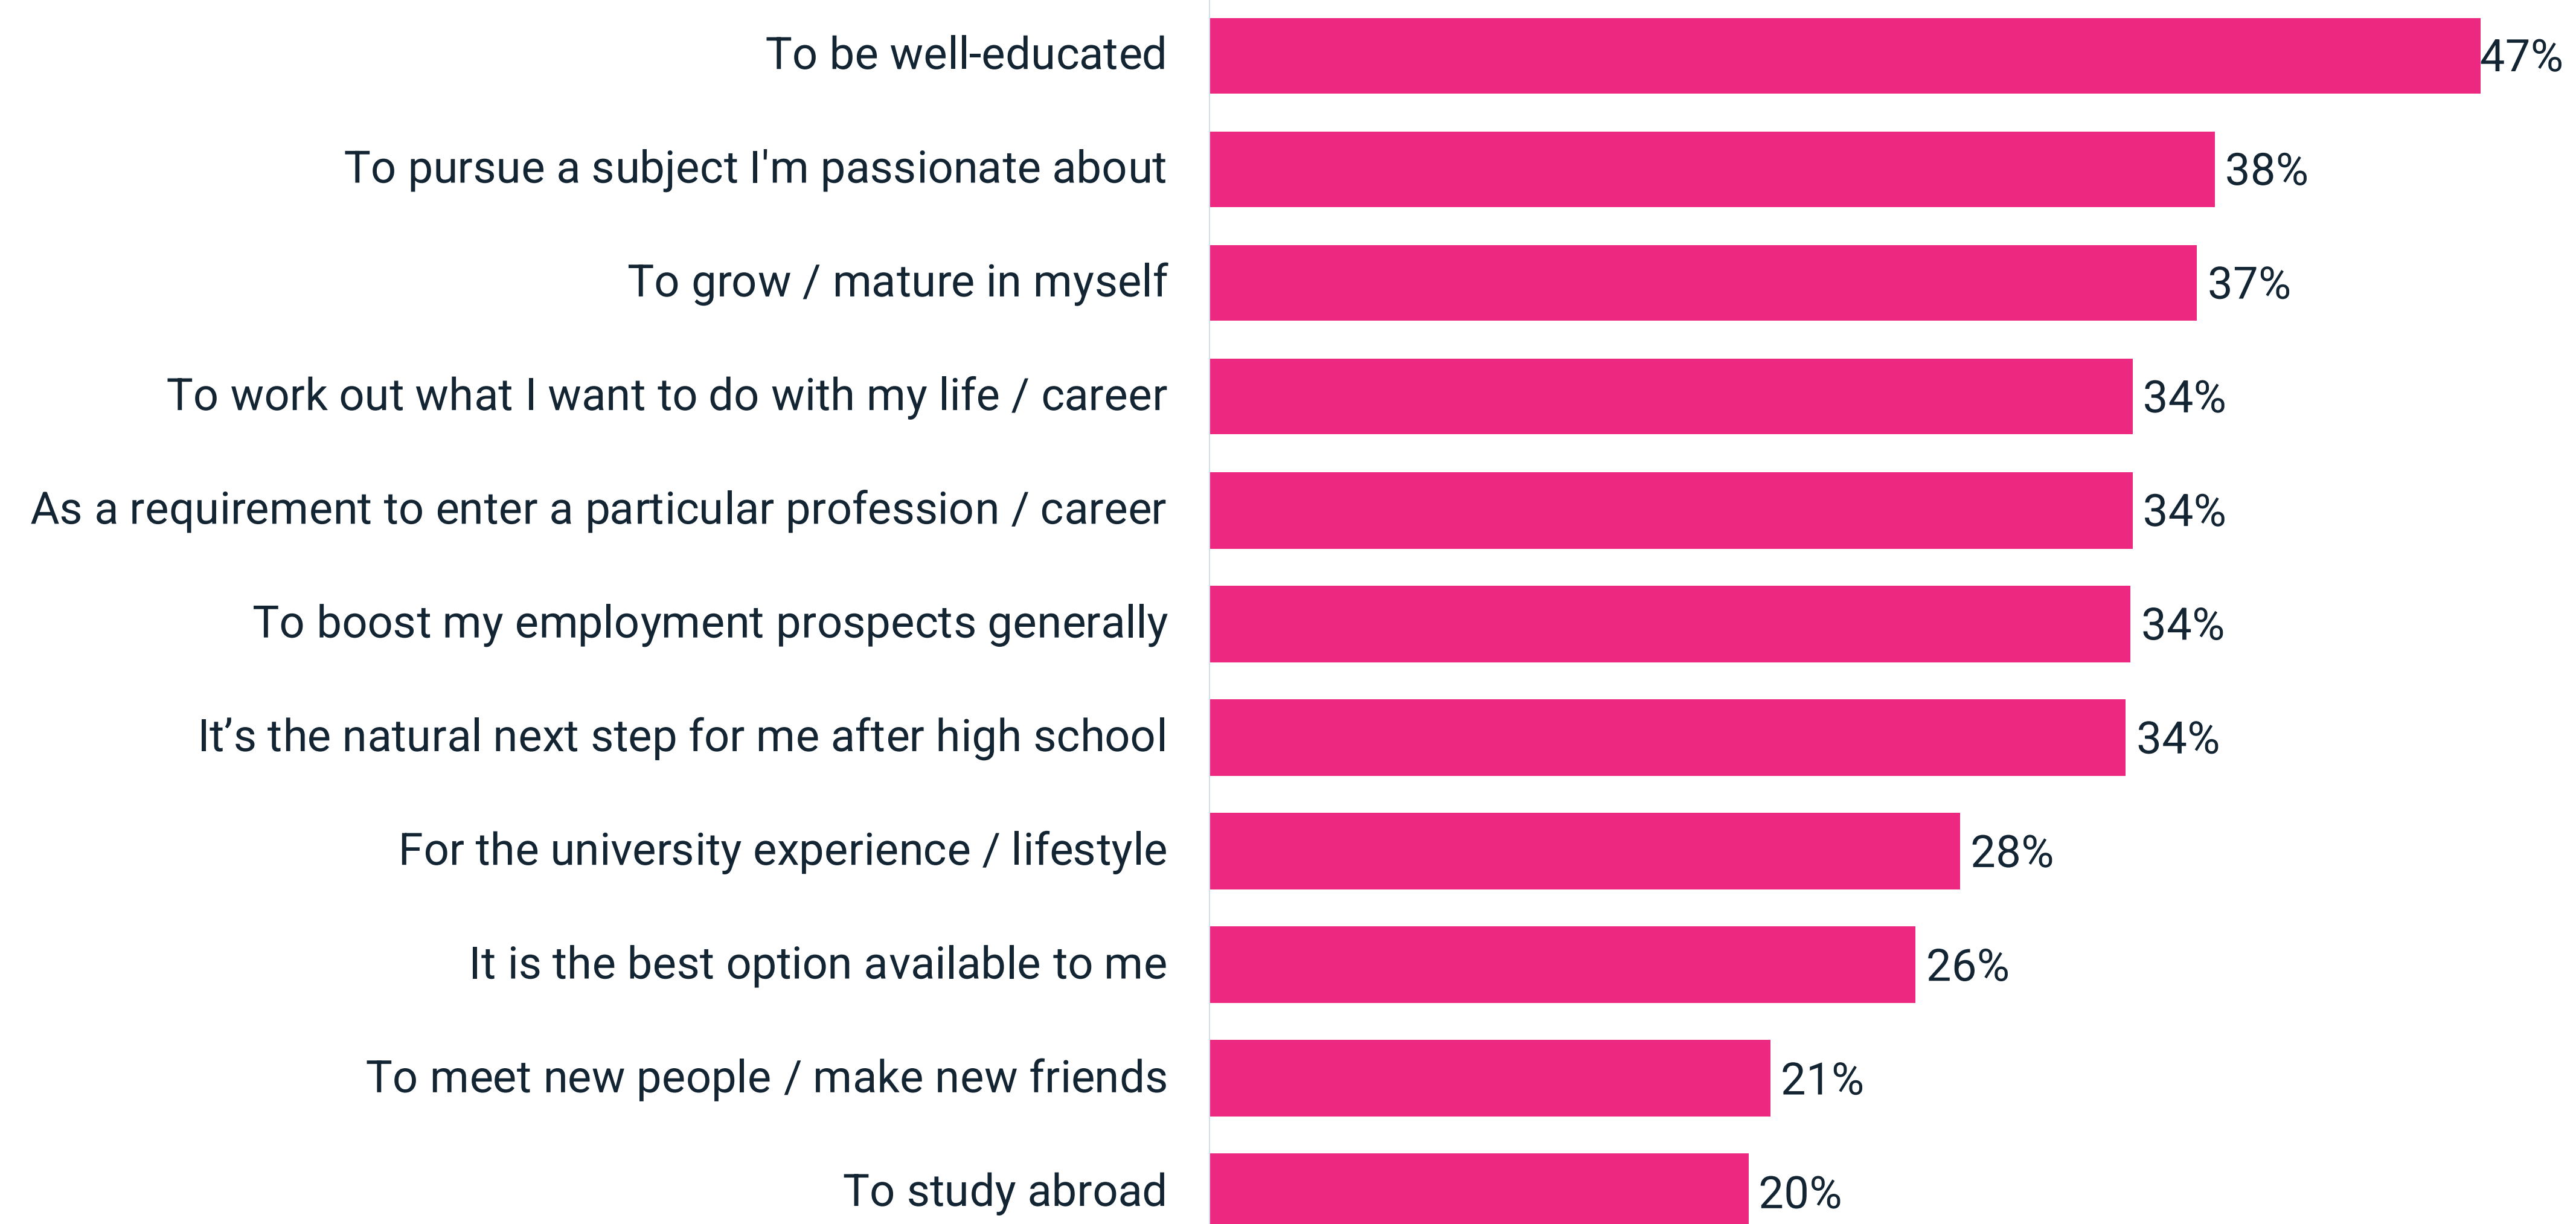 To be well-educated 47%
To pursue a subject I'm passionate about 38%
To grow / mature in myself 37%
To work out what I want to do with my life / career 34%
As a requirement to enter a particular profession / career 34%
To boost my employment prospects generally 34%
It’s the natural next step for me after high school 34%
For the university experience / lifestyle 28%
It is the best option available to me 26%
To meet new people / make new friends 21%
To study abroad 20%